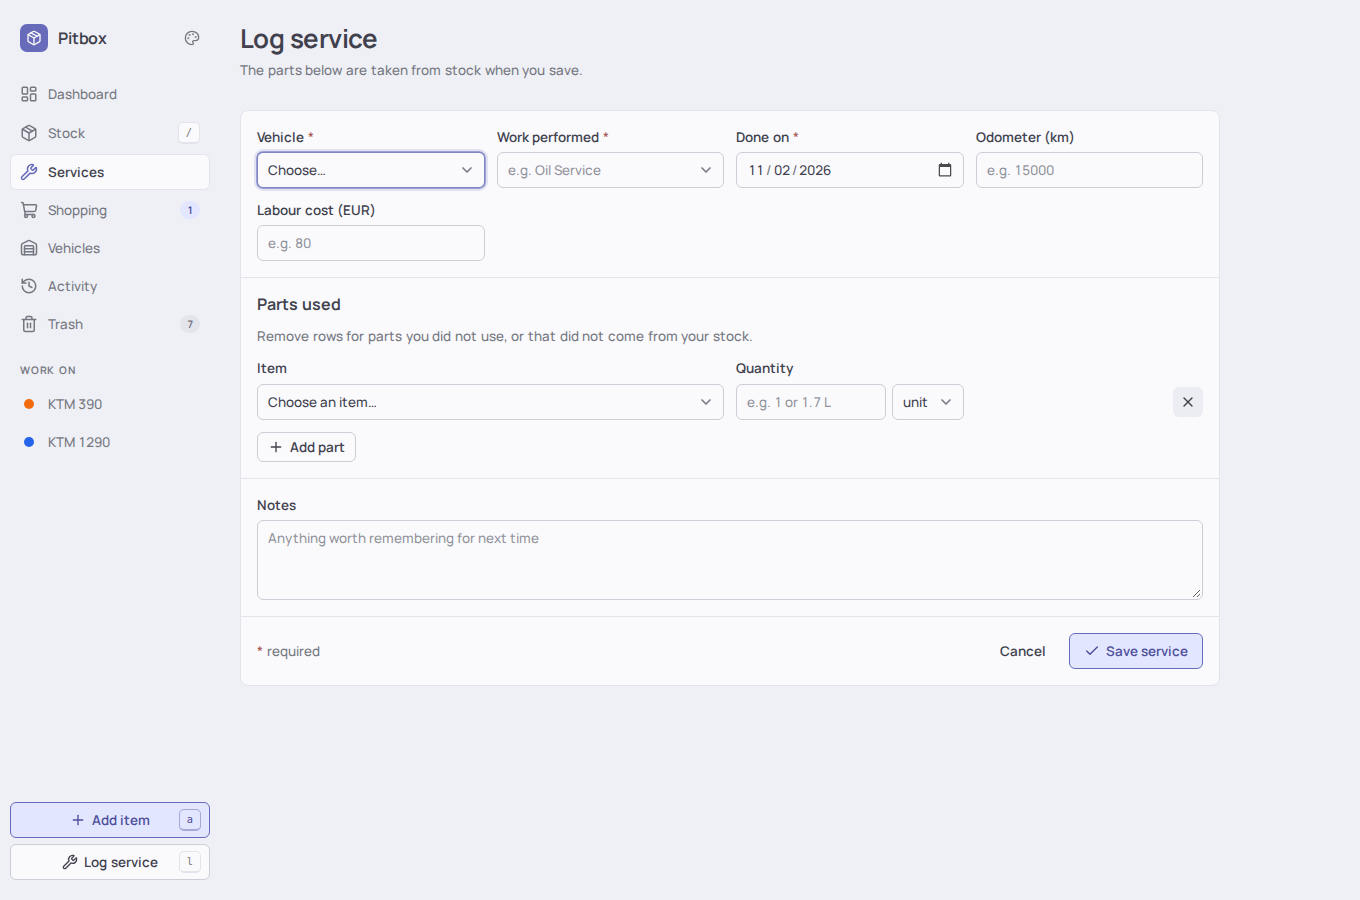 Pitbox
Dashboard
Stock /
Services
Shopping 1
Vehicles
Activity
Trash 7
WORK ON
KTM 390
KTM 1290
Add item a
Log service l
Log service
The parts below are taken from stock when you save.
Vehicle * Work performed * Done on * Odometer (km)
Choose... e.g. Oil Service 11/02/2026 e.g. 15000
Labour cost (EUR)
e.g. 80
Parts used
Remove rows for parts you did not use, or that did not come from your stock.
Item Quantity
Choose an item... e.g. 1 or 1.7 L unit
Add part
Notes
Anything worth remembering for next time
* required Cancel Save service